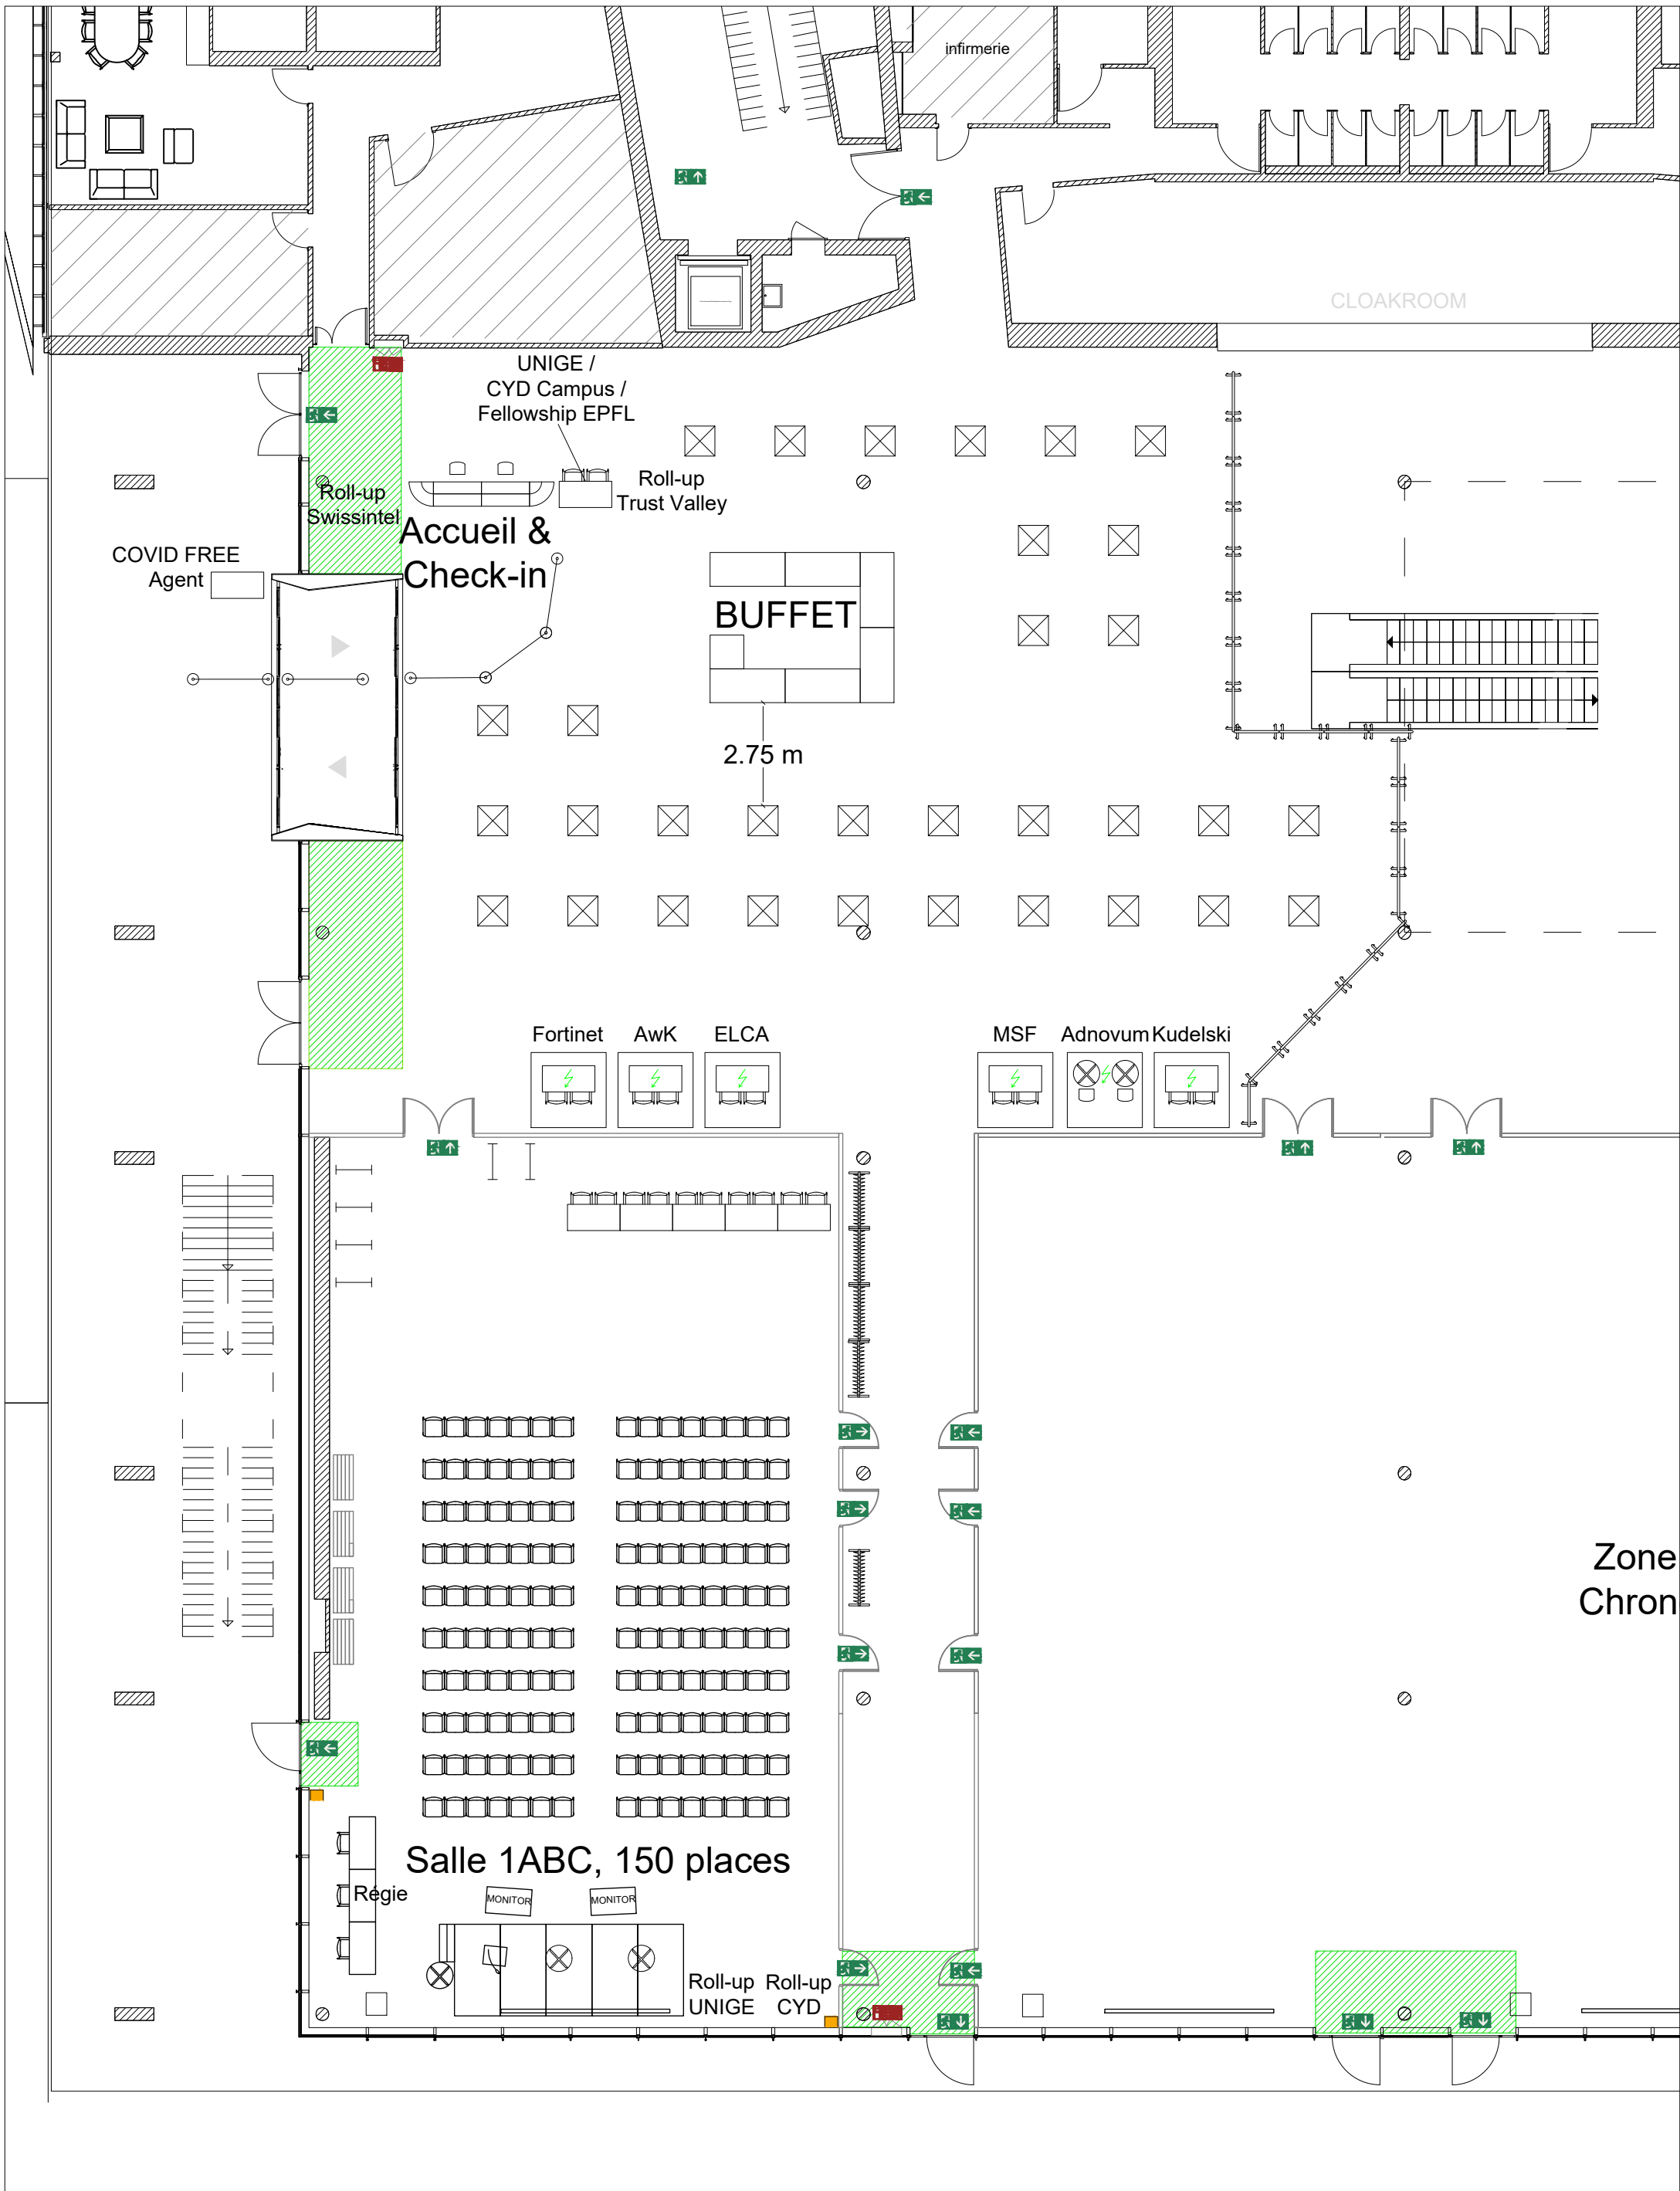 infirmerie
CLOAKROOM
UNIGE /
CYD Campus /
Fellowship EPFL
Roll-up
Trust Valley
Roll-up
Swissintel
Accueil &
Check-in
COVID FREE
Agent
BUFFET
2.75 m
Fortinet
AwK
ELCA
MSF
Adnovum
Kudelski
Zone
Chron
Salle 1ABC, 150 places
Régie
MONITOR
MONITOR
Roll-up
UNIGE
Roll-up
CYD